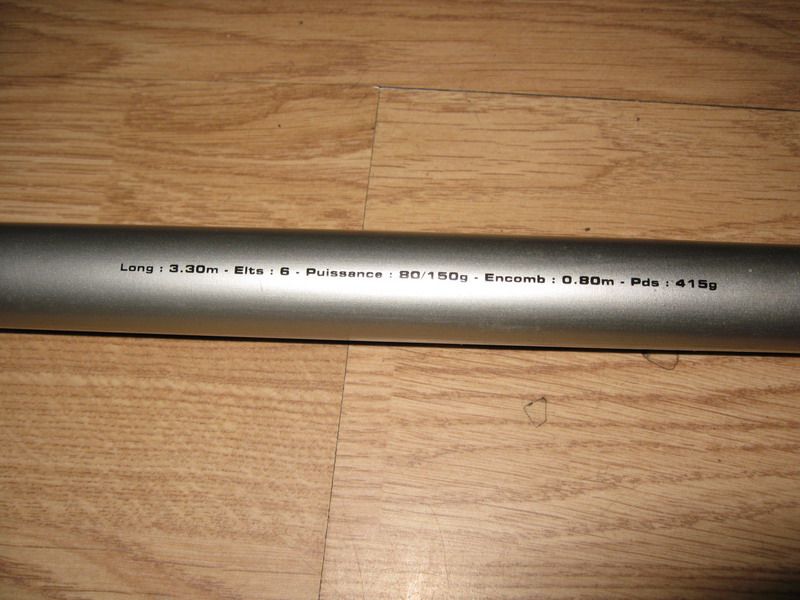 Long : 3.30m - Elts : 6 - Puissance : 80/150g - Encomb : 0.80m - Pds : 415g